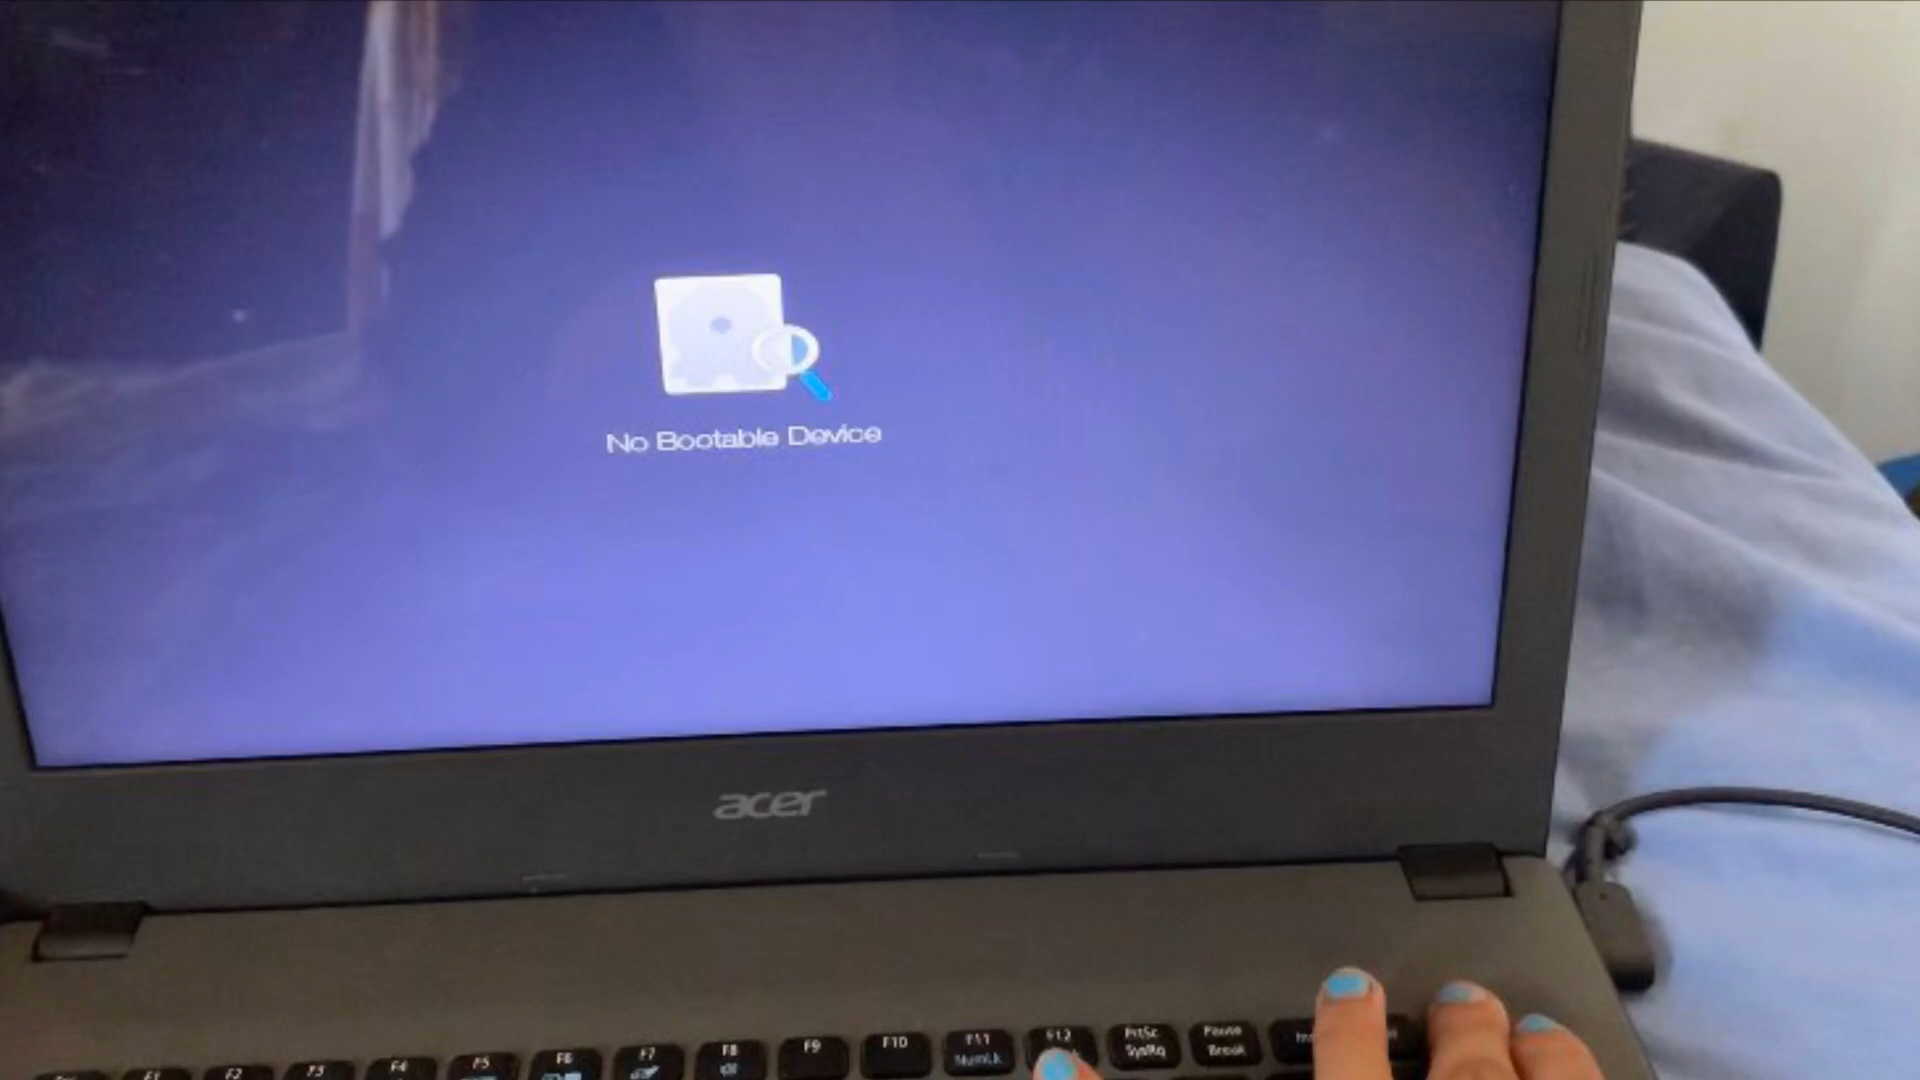 No Bootable Device
acer
F1
F2
F3
F4
F5
F6
F7
F8
F9
F10
F11
NumLk
F12
PrtSc
SysRq
Pause
Break